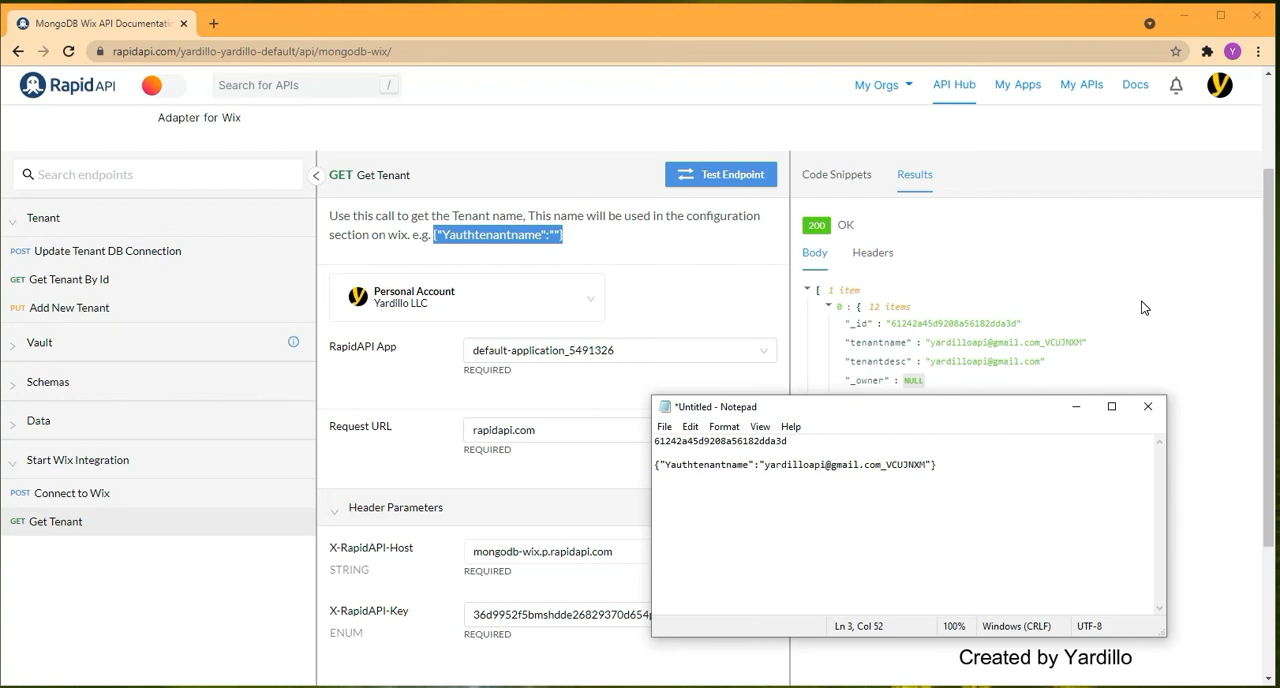 MongoDB Wix API Documentatic
rapidapi.com/yardillo-yardillo-default/api/mongodb-wix/
Y
Rapid API
Search for APIs
/
My Orgs
API Hub
My Apps
My APIs
Docs
Adapter for Wix
Search endpoints
Tenant
POST Update Tenant DB Connection
GET Get Tenant By Id
PUT Add New Tenant
Vault
Schemas
Data
Start Wix Integration
POST Connect to Wix
GET Get Tenant
GET Get Tenant
Test Endpoint
Use this call to get the Tenant name, This name will be used in the configuration
section on wix. e.g. {"Yauthtenantname":""}
Personal Account
Yardillo LLC
RapidAPI App
default-application_5491326
REQUIRED
Request URL
rapidapi.com
REQUIRED
Header Parameters
X-RapidAPI-Host
STRING
mongodb-wix.p.rapidapi.com
REQUIRED
X-RapidAPI-Key
ENUM
36d9952f5bmshdde26829370d654p
REQUIRED
Code Snippets
Results
200 OK
Body
Headers
[ 1 item
0 : { 12 items
"_id" : "61242a45d9208a56182dda3d"
"tenantname" : "yardilloapi@gmail.com_VCUJNXM"
"tenantdesc" : "yardilloapi@gmail.com"
"_owner" : NULL
*Untitled - Notepad
File Edit Format View Help
61242a45d9208a56182dda3d
{"Yauthtenantname":"yardilloapi@gmail.com_VCUJNXM"}
Ln 3, Col 52
100%
Windows (CRLF)
UTF-8
Created by Yardillo